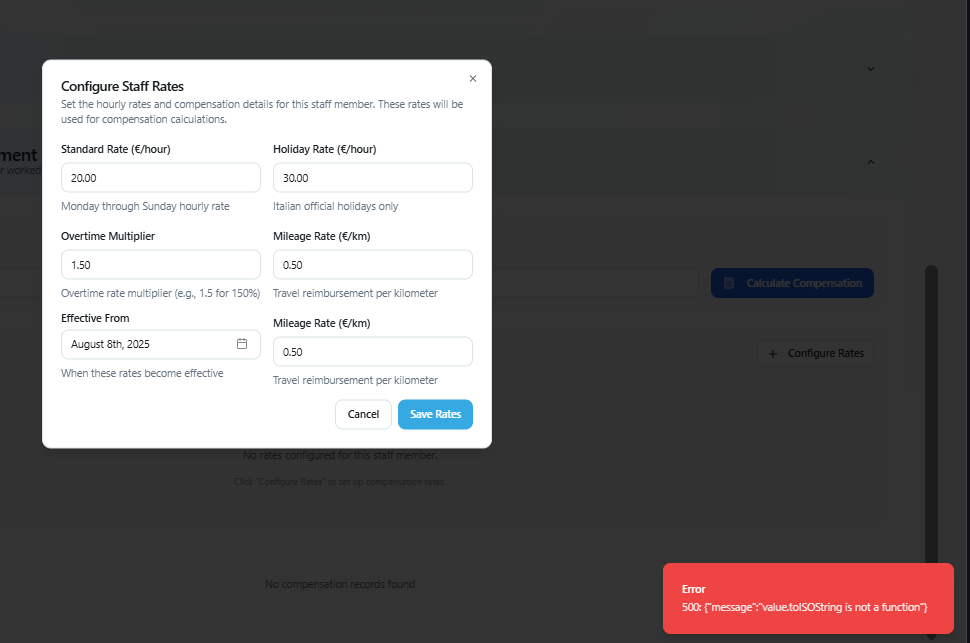 Configure Staff Rates
Set the hourly rates and compensation details for this staff member. These rates will be
used for compensation calculations.
Standard Rate (€/hour)
Holiday Rate (€/hour)
20.00
30.00
Monday through Sunday hourly rate
Italian official holidays only
Overtime Multiplier
Mileage Rate (€/km)
1.50
0.50
Overtime rate multiplier (e.g., 1.5 for 150%)
Travel reimbursement per kilometer
Effective From
Mileage Rate (€/km)
August 8th, 2025
0.50
When these rates become effective
Travel reimbursement per kilometer
Cancel
Save Rates
ment
r worked
Calculate Compensation
Configure Rates
No rates configured for this staff member.
Click "Configure Rates" to set up compensation rates.
No compensation records found
Error
500: {"message":"value.toISOString is not a function"}